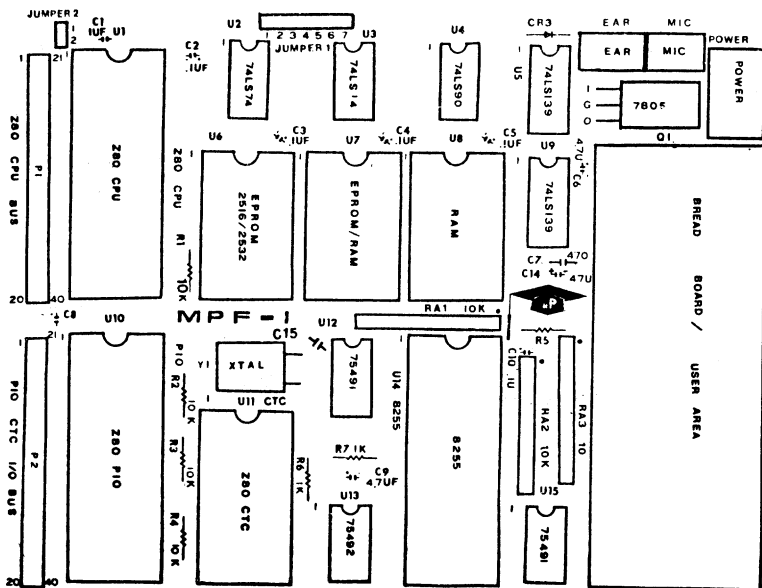 JUMPER 2
1
2
C1
.1UF
U1
C2
.1UF
U2
1 2 3 4 5 6 7
JUMPER 1
U3
U4
CR3
EAR
MIC
EAR
MIC
POWER
POWER
1
21
74LS74
74LS14
74LS90
U5
74LS139
I
G
O
7805
Q1
Z80 CPU BUS
P1
Z80 CPU
Z80 CPU
U6
C3
.1UF
U7
C4
.1UF
U8
C5
.1UF
U9
4.7U
C6
EPROM
2516/2532
EPROM/RAM
RAM
74LS139
R1
10K
C7
470
C14
47U
20
40
C8
U10
MPF-1
RA1 10K
R5
1
21
PIO
Y1
XTAL
C15
U12
75491
U14 8255
8255
C10
.1U
RA2 10K
RA3 10
BREAD BOARD / USER AREA
PIO CTC I/O BUS
P2
Z80 PIO
R2
10K
R3
10K
R4
10K
U11 CTC
Z80 CTC
R6
1K
R7 1K
C9
4.7UF
U13
75492
U15
75491
20
40